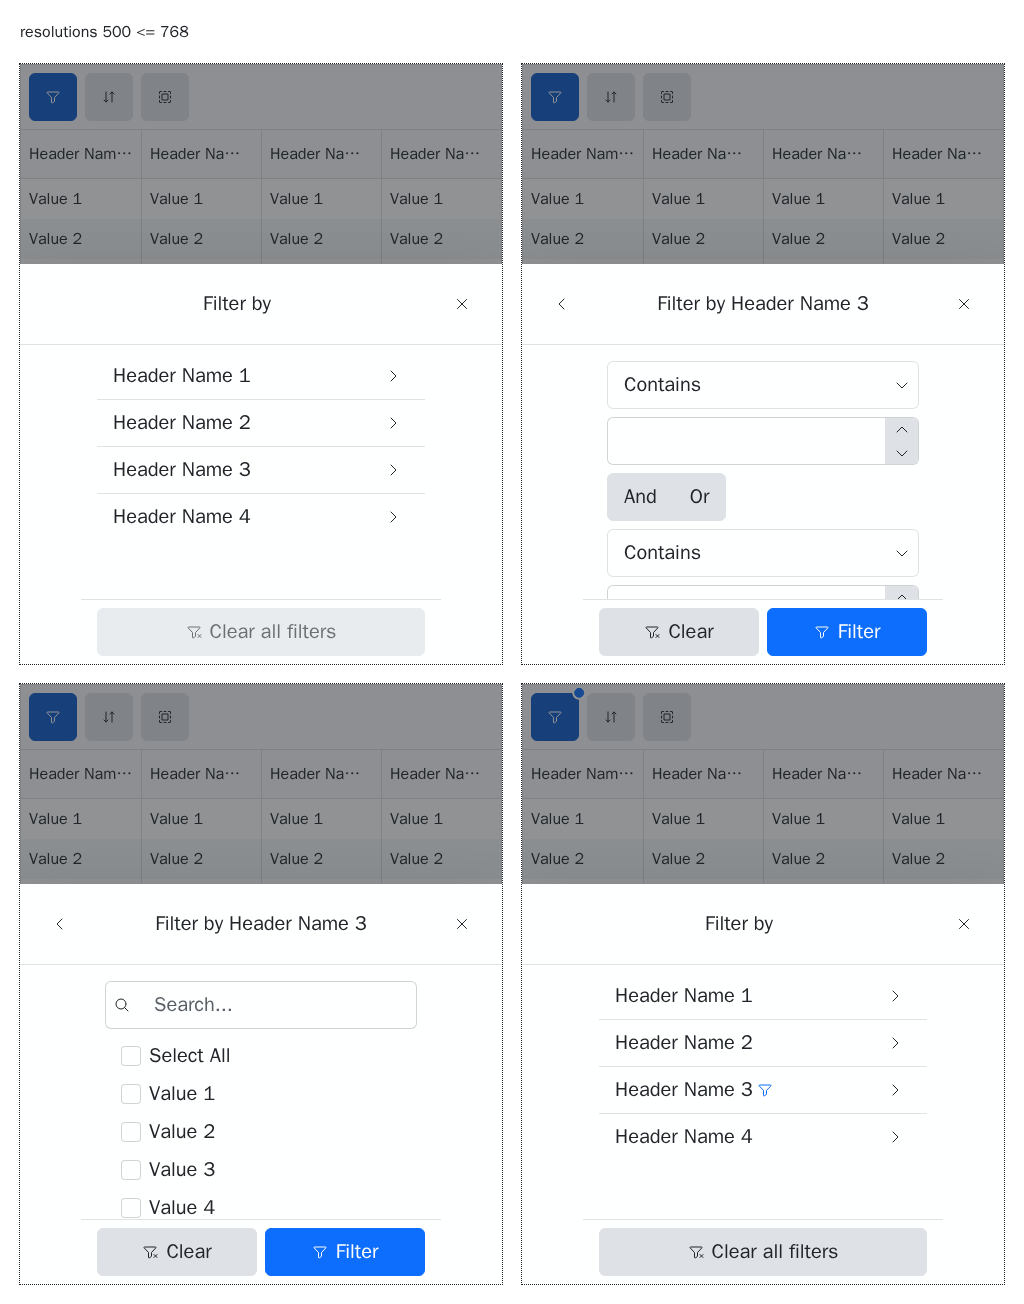 resolutions 500 <= 768
Header Nam··· Header Na··· Header Na··· Header Na···
Value 1 Value 1 Value 1 Value 1
Value 2 Value 2 Value 2 Value 2
Filter by
Header Name 1
Header Name 2
Header Name 3
Header Name 4
Clear all filters
Header Nam··· Header Na··· Header Na··· Header Na···
Value 1 Value 1 Value 1 Value 1
Value 2 Value 2 Value 2 Value 2
Filter by Header Name 3
Contains
And Or
Contains
Clear Filter
Header Nam··· Header Na··· Header Na··· Header Na···
Value 1 Value 1 Value 1 Value 1
Value 2 Value 2 Value 2 Value 2
Filter by Header Name 3
Search...
Select All
Value 1
Value 2
Value 3
Value 4
Clear Filter
Header Nam··· Header Na··· Header Na··· Header Na···
Value 1 Value 1 Value 1 Value 1
Value 2 Value 2 Value 2 Value 2
Filter by
Header Name 1
Header Name 2
Header Name 3
Header Name 4
Clear all filters